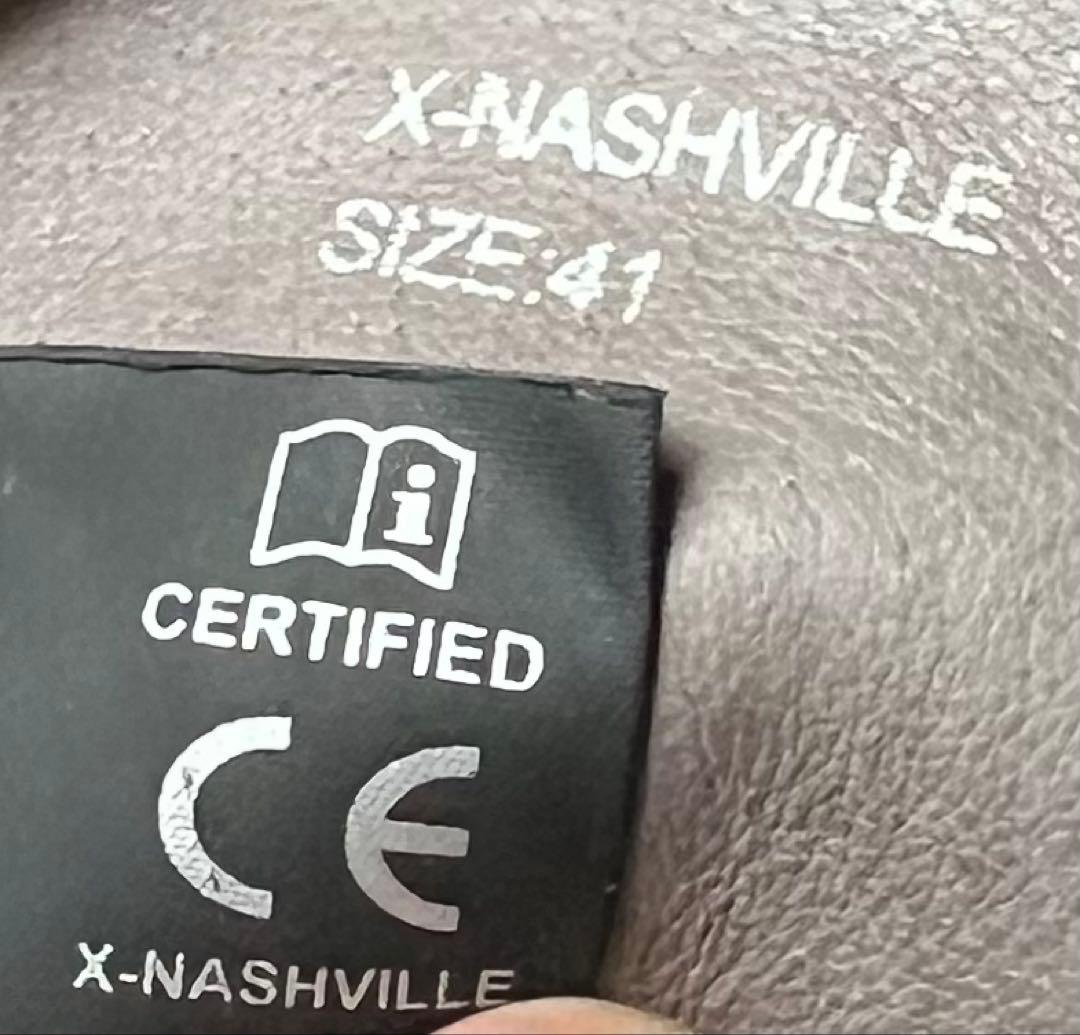 X-NASHVILLE
SIZE:41
i
CERTIFIED
CE
X-NASHVILLE